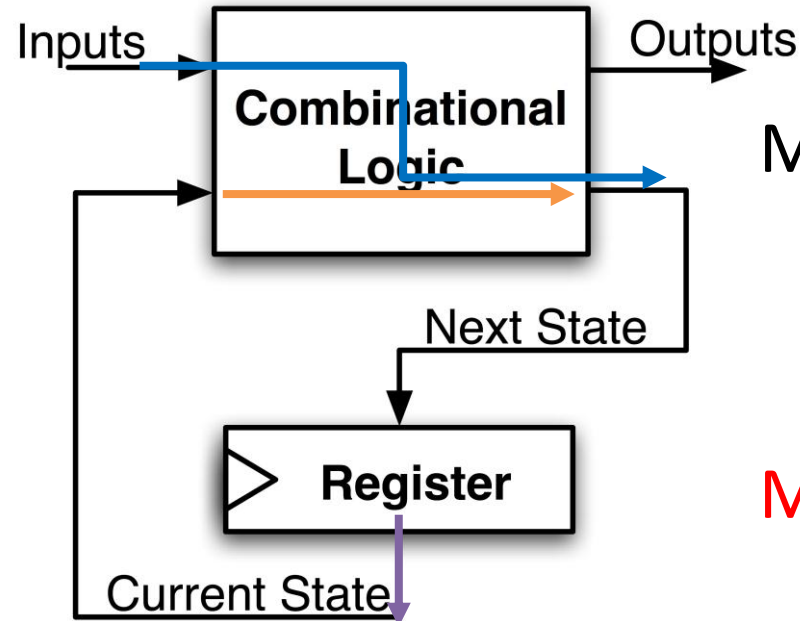 Inputs
Outputs
Combinational
Logic
M
Next State
Register
M
Current State